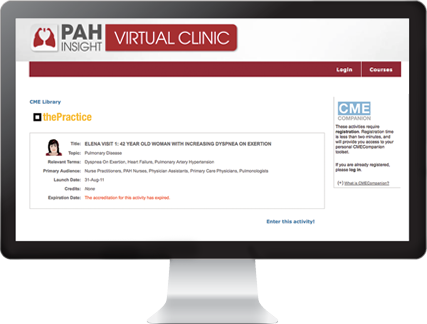 PAH
INSIGHT
VIRTUAL CLINIC
Login
Courses
CME Library
thePractice
Title: ELENA VISIT 1: 42 YEAR OLD WOMAN WITH INCREASING DYSPNEA ON EXERTION
Topic: Pulmonary Disease
Relevant Terms: Dyspnea On Exertion, Heart Failure, Pulmonary Artery Hypertension
Primary Audience: Nurse Practitioners, PAH Nurses, Physician Assistants, Primary Care Physicians, Pulmonologists
Launch Date: 31-Aug-11
Credits: None
Expiration Date: The accreditation for this activity has expired.
Enter this activity!
CME
COMPANION
These activities require
registration. Registration time
is less than two minutes, and
will provide you access to your
personal CMECompanion
toolset.
If you are already registered,
please log in.
[+] What is CMECompanion?